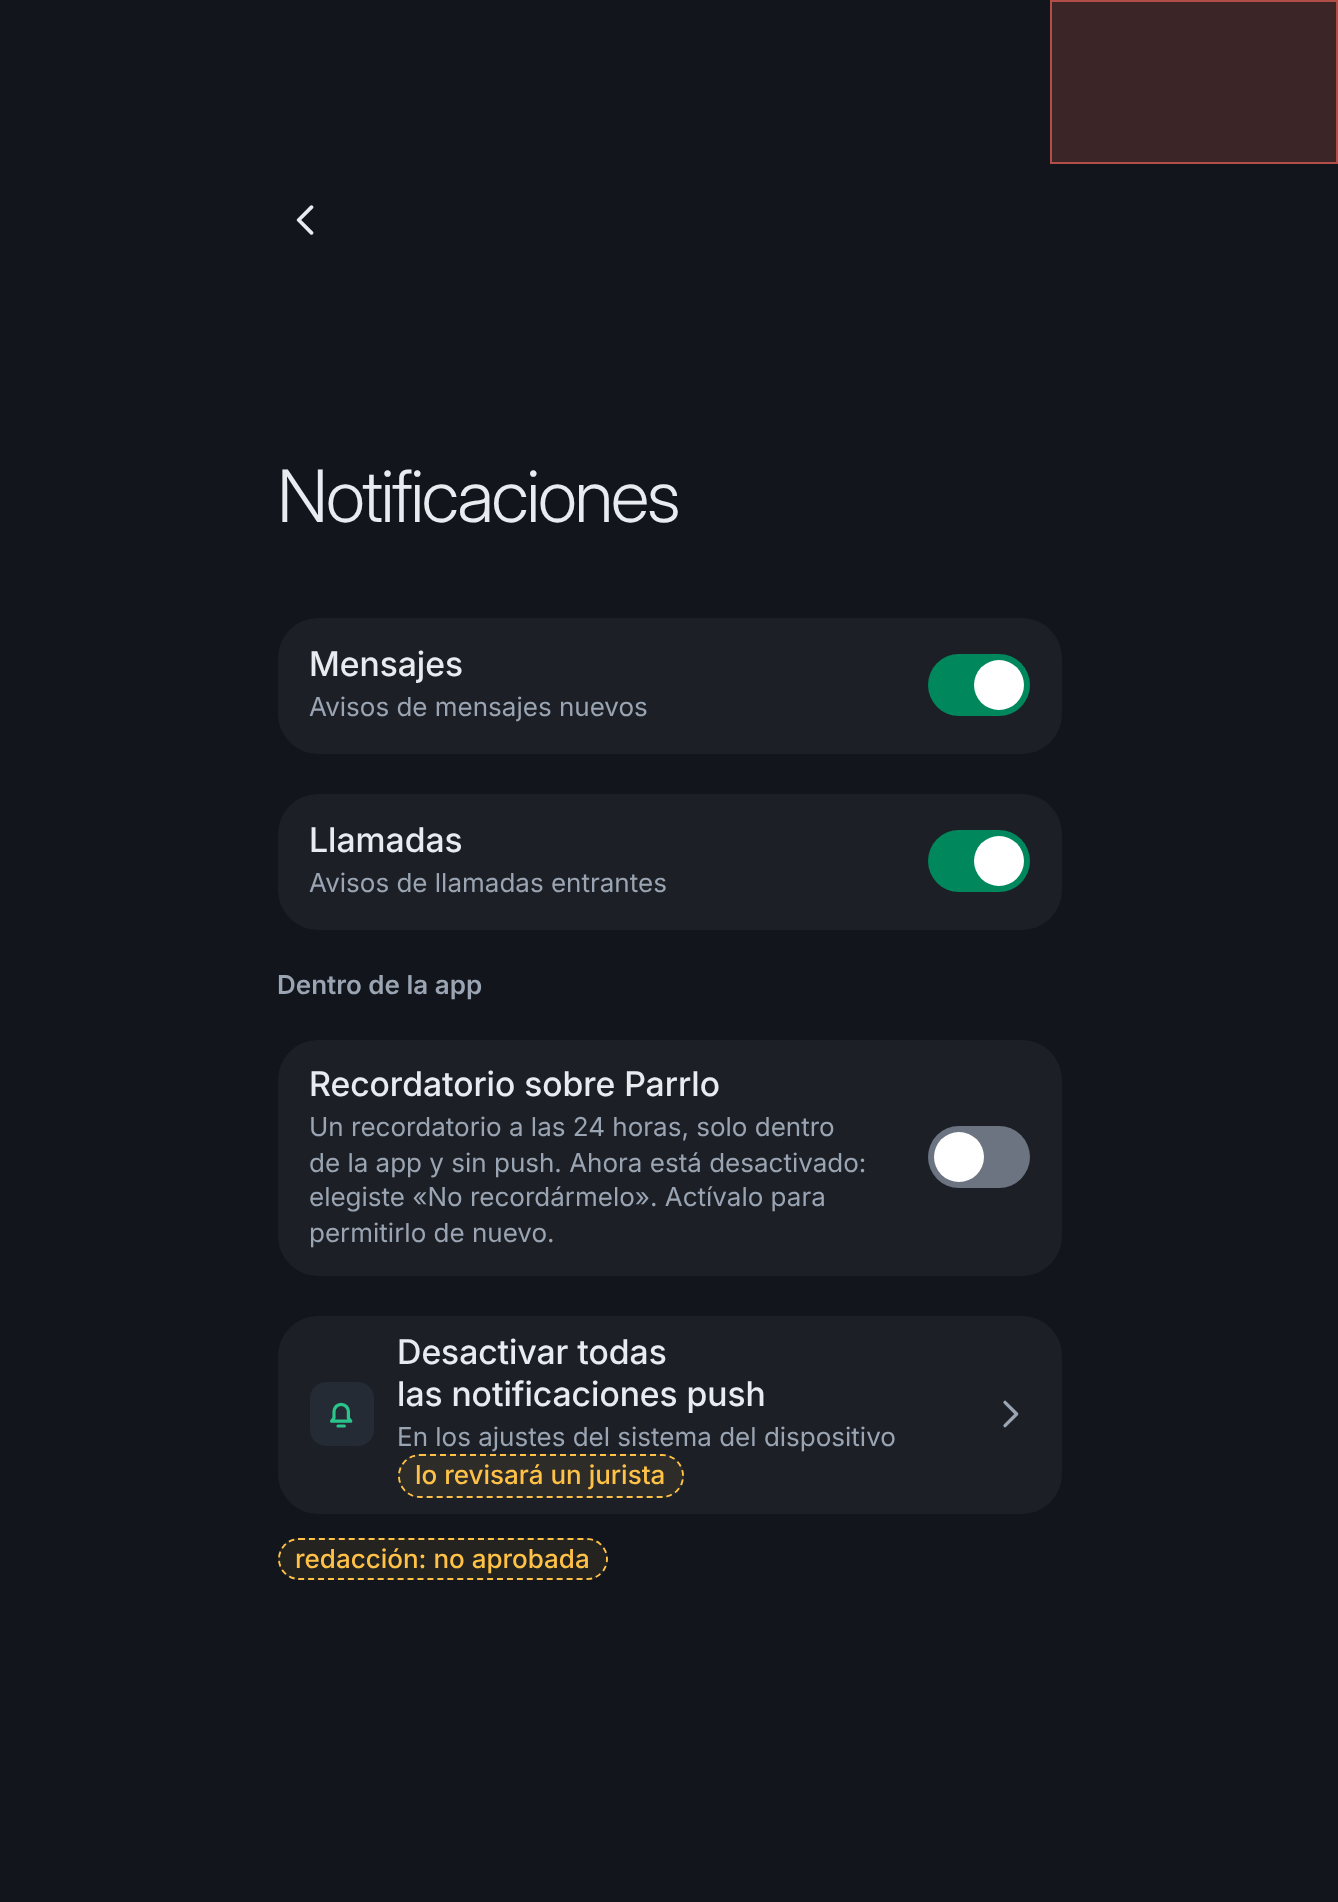 Notificaciones
Mensajes
Avisos de mensajes nuevos
Llamadas
Avisos de llamadas entrantes
Dentro de la app
Recordatorio sobre Parrlo
Un recordatorio a las 24 horas, solo dentro
de la app y sin push. Ahora está desactivado:
elegiste «No recordármelo». Actívalo para
permitirlo de nuevo.
Desactivar todas
las notificaciones push
En los ajustes del sistema del dispositivo
lo revisará un jurista
redacción: no aprobada